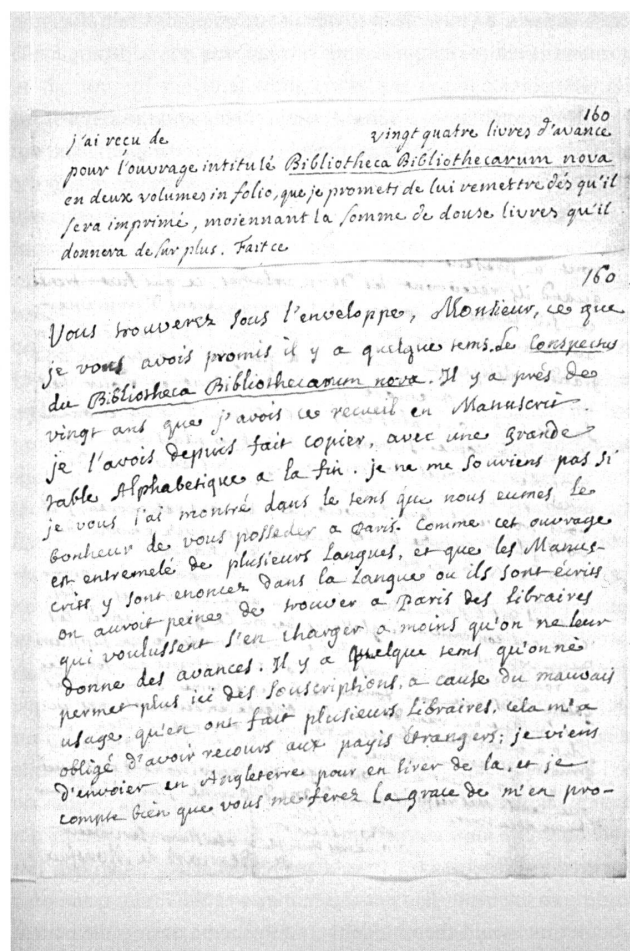 160
j'ai reçu de vingt quatre livres d'avance
pour l'ouvrage intitulé Bibliotheca Bibliothecarum nova
en deux volumes in folio, que je promets de lui remettre dés qu'il
sera imprimé, moiennant la somme de douse livres qu'il
donnera de surplus. Fait ce
160
Vous trouverez sous l'enveloppe, Monsieur, ce que
je vous avois promis il y a quelque tems. Le Conspectus
du Bibliotheca Bibliothecarum nova. Il y a prés de
vingt ans que j'avois ce recueil en Manuscrit.
je l'avois depuis fait copier, avec une grande
table Alphabetique a la fin. je ne me souviens pas si
je vous l'ai montré dans le tems que nous eumes le
bonheur de vous posseder a Paris. Comme cet ouvrage
est entremelé de plusieurs Langues, et que les Manus-
crits y sont enoncez dans la Langue ou ils sont écrits
on auroit peine de trouver a Paris des Libraires
qui voulussent s'en charger a moins qu'on ne leur
donne des avances. Il y a quelque tems qu'on ne
permet plus ici des Souscriptions, a cause du mauvais
usage qu'en ont fait plusieurs Libraires. Cela m'a
obligé d'avoir recours aux payis étrangers; je viens
d'envoier en Angleterre pour en tirer de la. et je
compte bien que vous me ferez la grace de m'en pro-